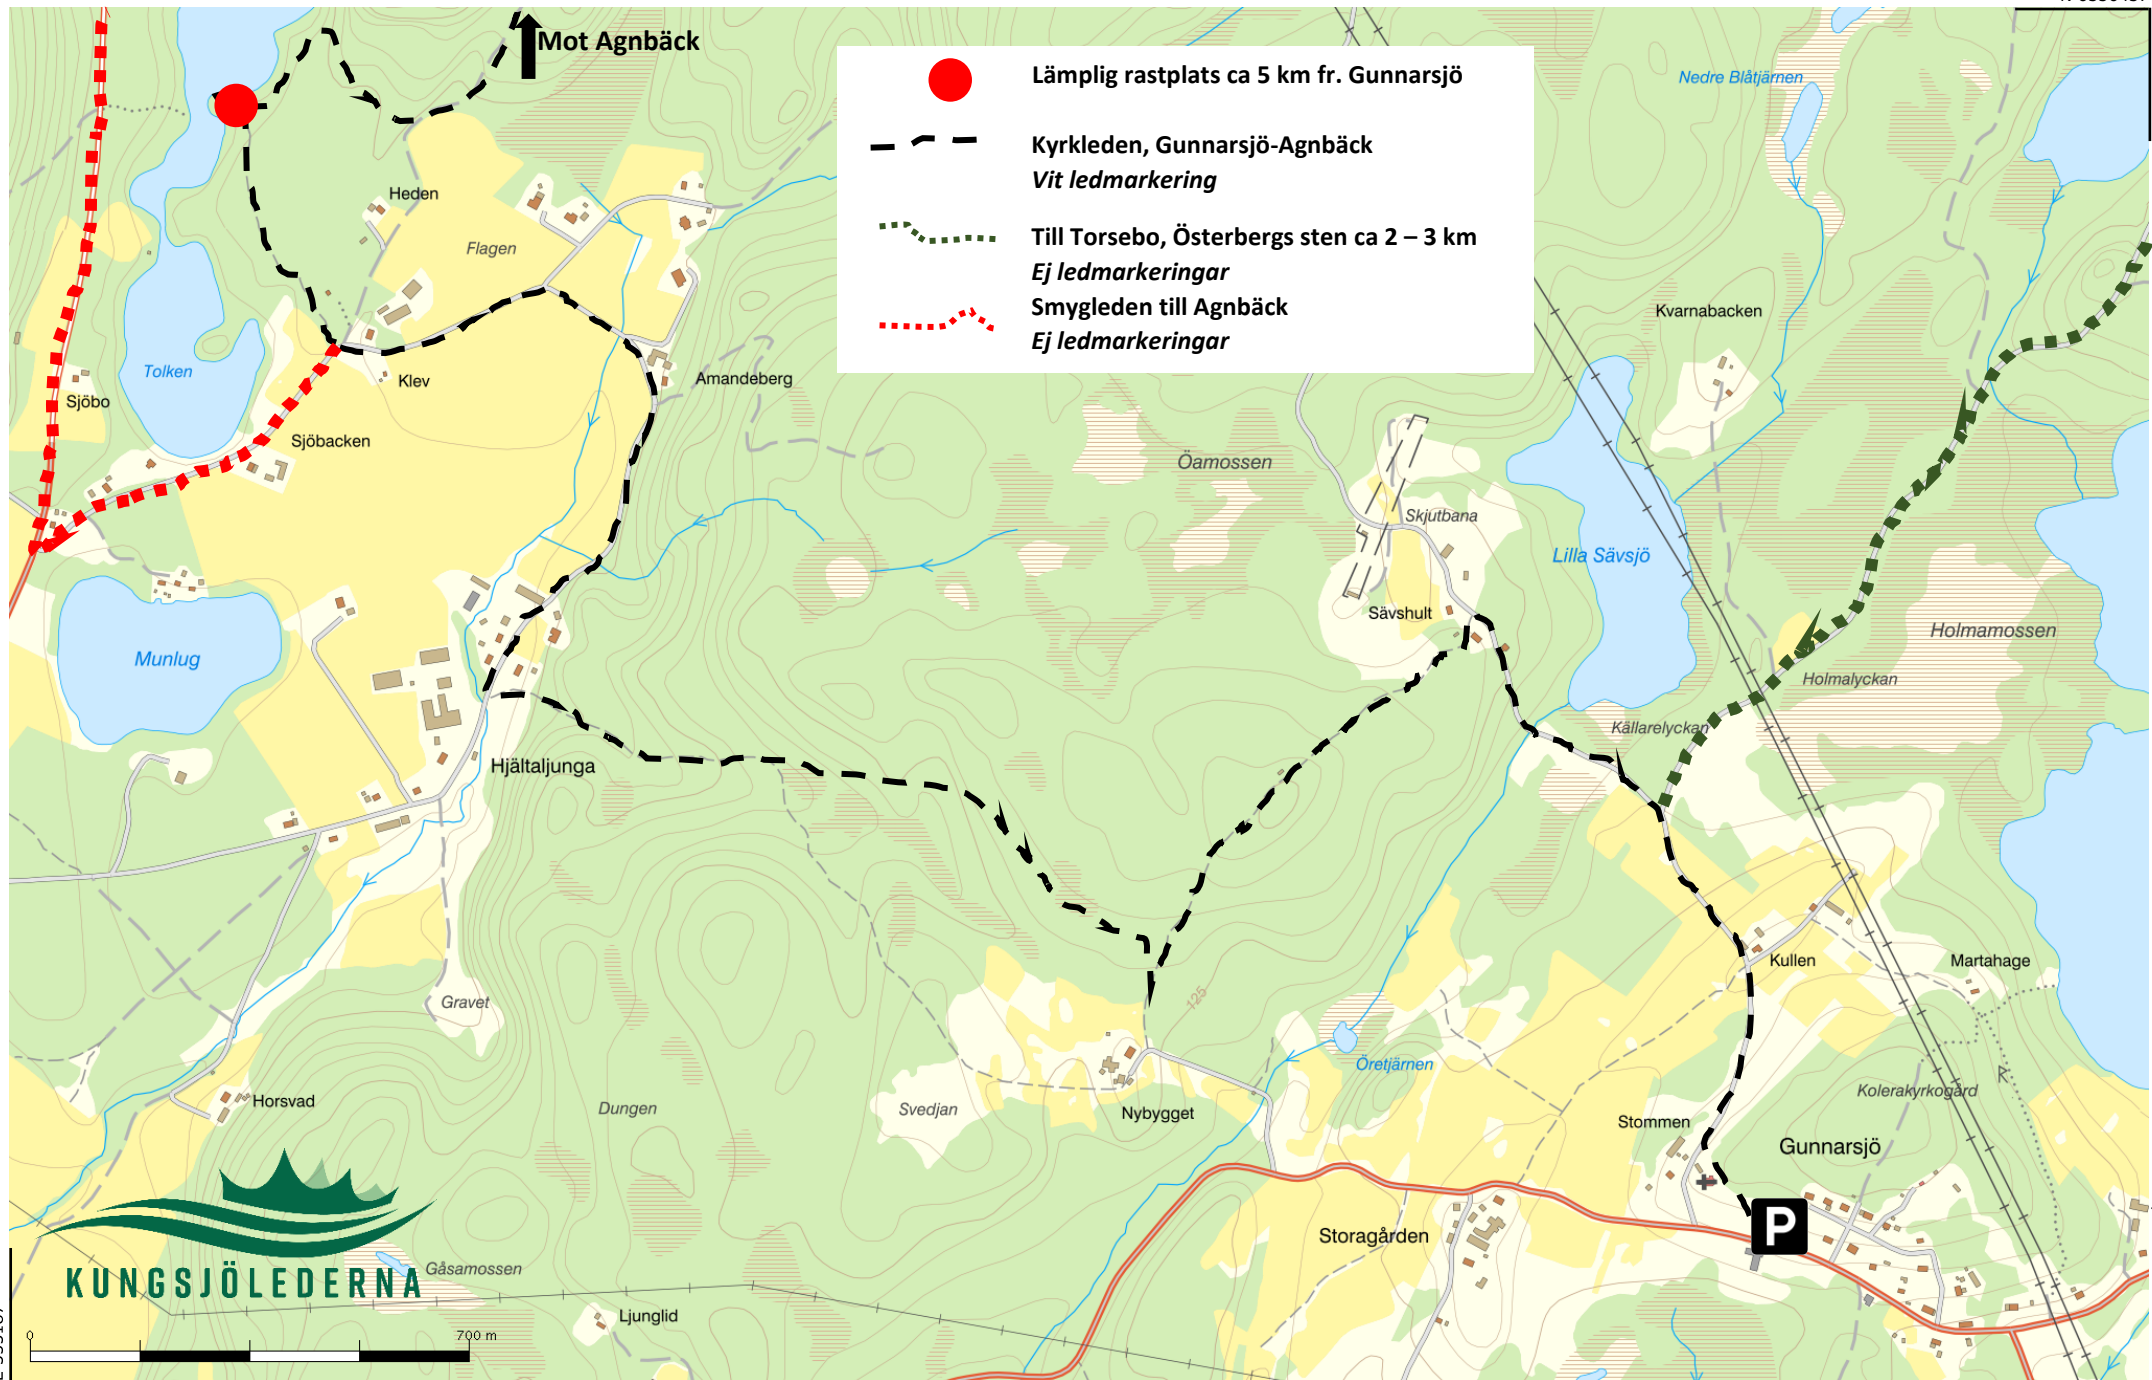 Mot Agnbäck
Lämplig rastplats ca 5 km fr. Gunnarsjö
Kyrkleden, Gunnarsjö-Agnbäck
Vit ledmarkering
Till Torsebo, Österbergs sten ca 2 – 3 km
Ej ledmarkeringar
Smygleden till Agnbäck
Ej ledmarkeringar
Nedre Blåtjärnen
Heden
Flagen
Kvarnabacken
Tolken
Klev
Amandeberg
Sjöbo
Sjöbacken
Öamossen
Skjutbana
Lilla Sävsjö
Sävshult
Holmamossen
Munlug
Holmalyckan
Källarelyckan
Hjältaljunga
Kullen
Martahage
Gravet
125
Öretjärnen
Kolerakyrkogård
Horsvad
Dungen
Svedjan
Nybygget
Stommen
Gunnarsjö
R
P
Storagården
Gåsamossen
KUNGSJÖLEDERNA
Ljunglid
0
700 m